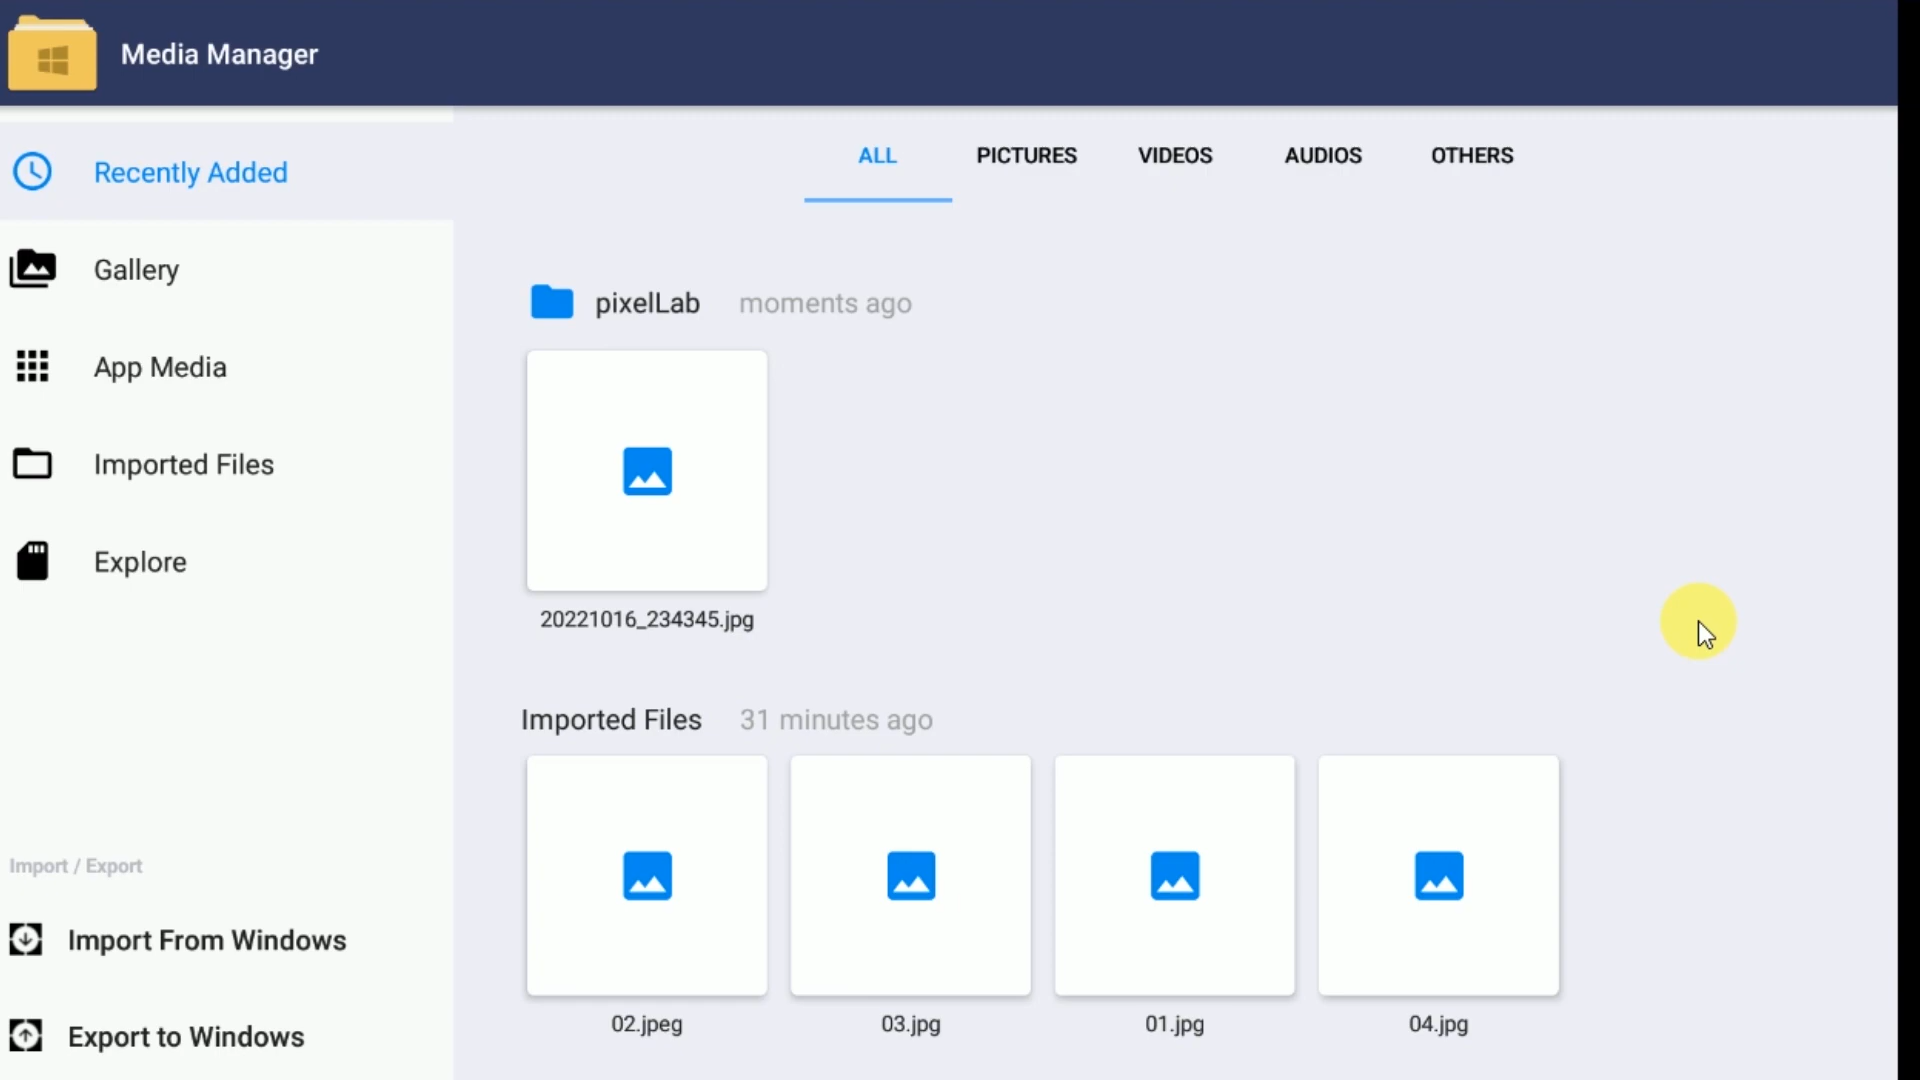 Media Manager
Recently Added
Gallery
App Media
Imported Files
Explore
Import / Export
Import From Windows
Export to Windows
ALL PICTURES VIDEOS AUDIOS OTHERS
pixelLab moments ago
20221016_234345.jpg
Imported Files 31 minutes ago
02.jpeg 03.jpg 01.jpg 04.jpg